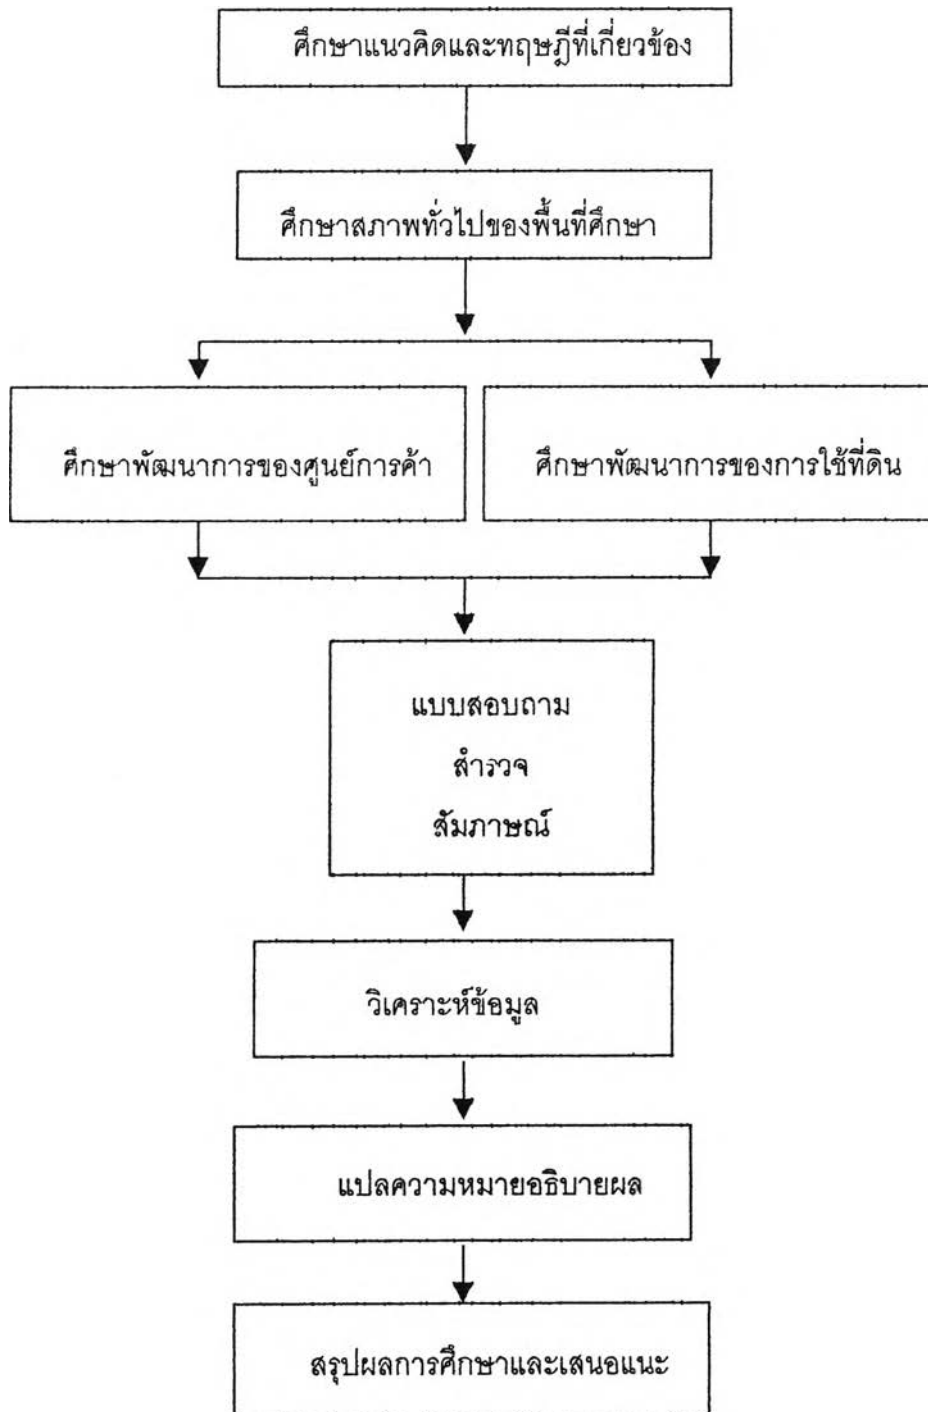 ศึกษาแนวคิดและทฤษฎีที่เกี่ยวข้อง
ศึกษาสภาพทั่วไปของพื้นที่ศึกษา
ศึกษาพัฒนาการของศูนย์การค้า
ศึกษาพัฒนาการของการใช้ที่ดิน
แบบสอบถาม
สำรวจ
สัมภาษณ์
วิเคราะห์ข้อมูล
แปลความหมายอธิบายผล
สรุปผลการศึกษาและเสนอแนะ